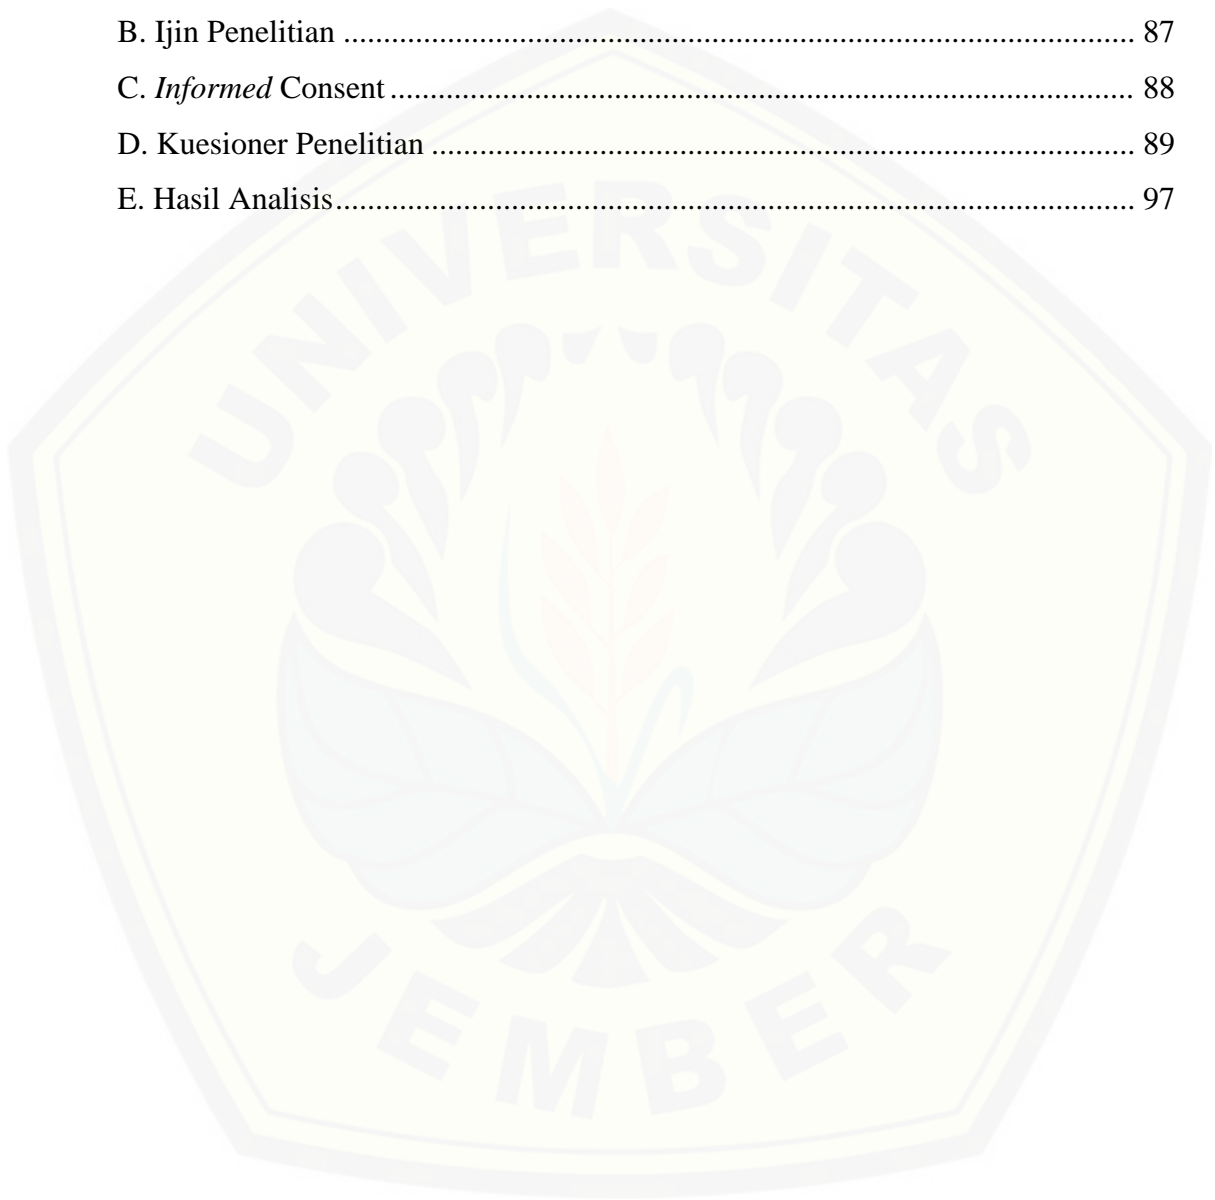 B. Ijin Penelitian .................................................................................................. 87
C. Informed Consent ............................................................................................ 88
D. Kuesioner Penelitian ....................................................................................... 89
E. Hasil Analisis................................................................................................... 97
UNIVERSITAS
JEMBER